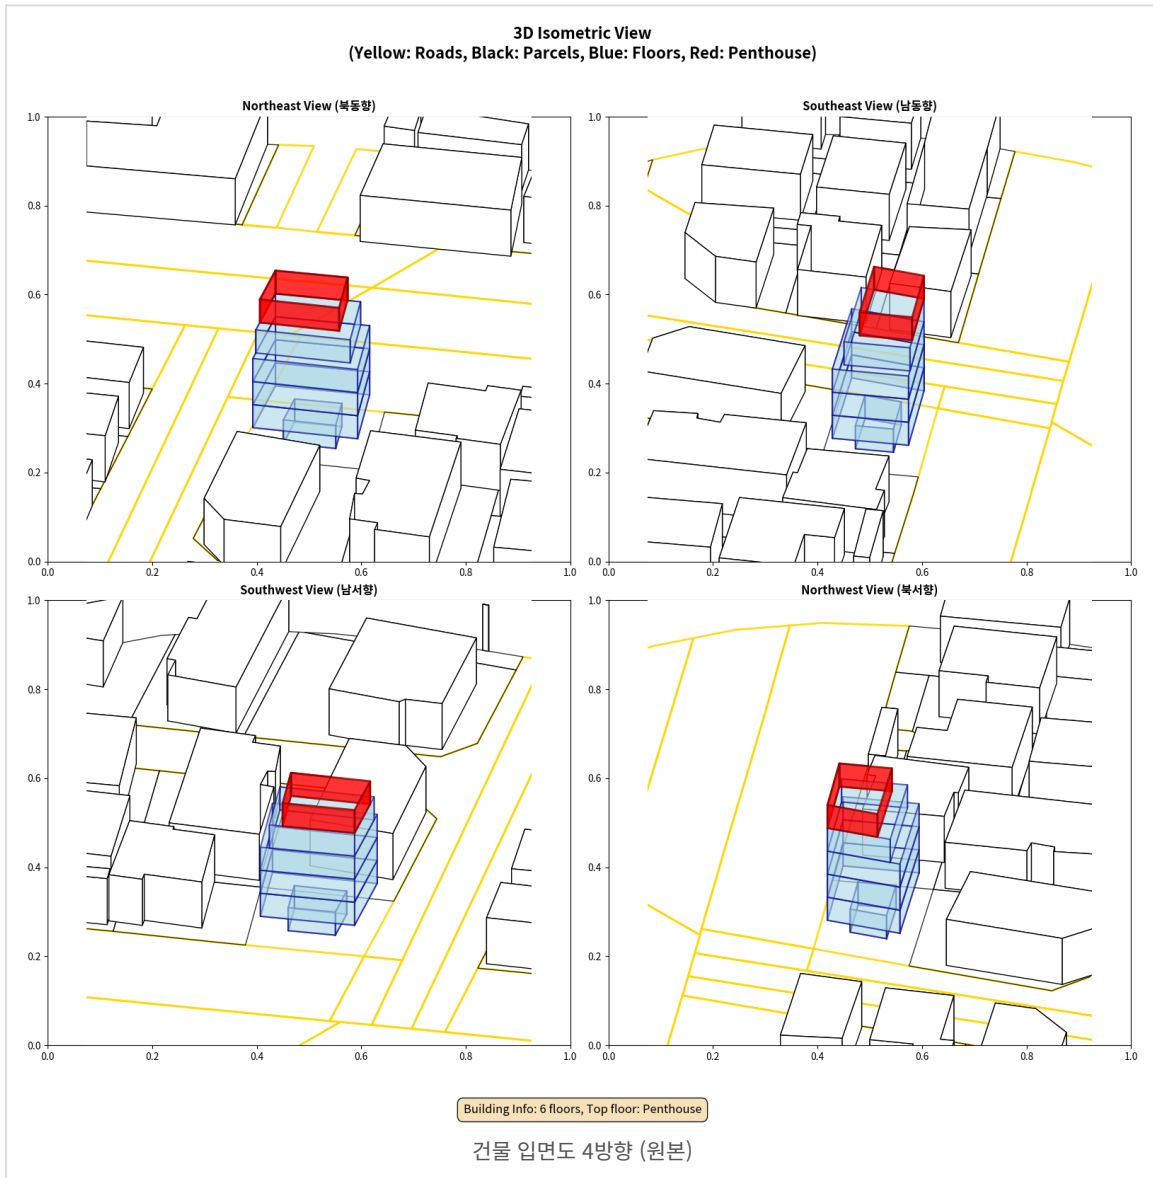 3D Isometric View
(Yellow: Roads, Black: Parcels, Blue: Floors, Red: Penthouse)
Northeast View (북동향)
1.0
0.8
0.6
0.4
0.2
0.0
0.0 0.2 0.4 0.6 0.8 1.0
Southeast View (남동향)
1.0
0.8
0.6
0.4
0.2
0.0
0.0 0.2 0.4 0.6 0.8 1.0
Southwest View (남서향)
1.0
0.8
0.6
0.4
0.2
0.0
0.0 0.2 0.4 0.6 0.8 1.0
Northwest View (북서향)
1.0
0.8
0.6
0.4
0.2
0.0
0.0 0.2 0.4 0.6 0.8 1.0
Building Info: 6 floors, Top floor: Penthouse
건물 입면도 4방향 (원본)